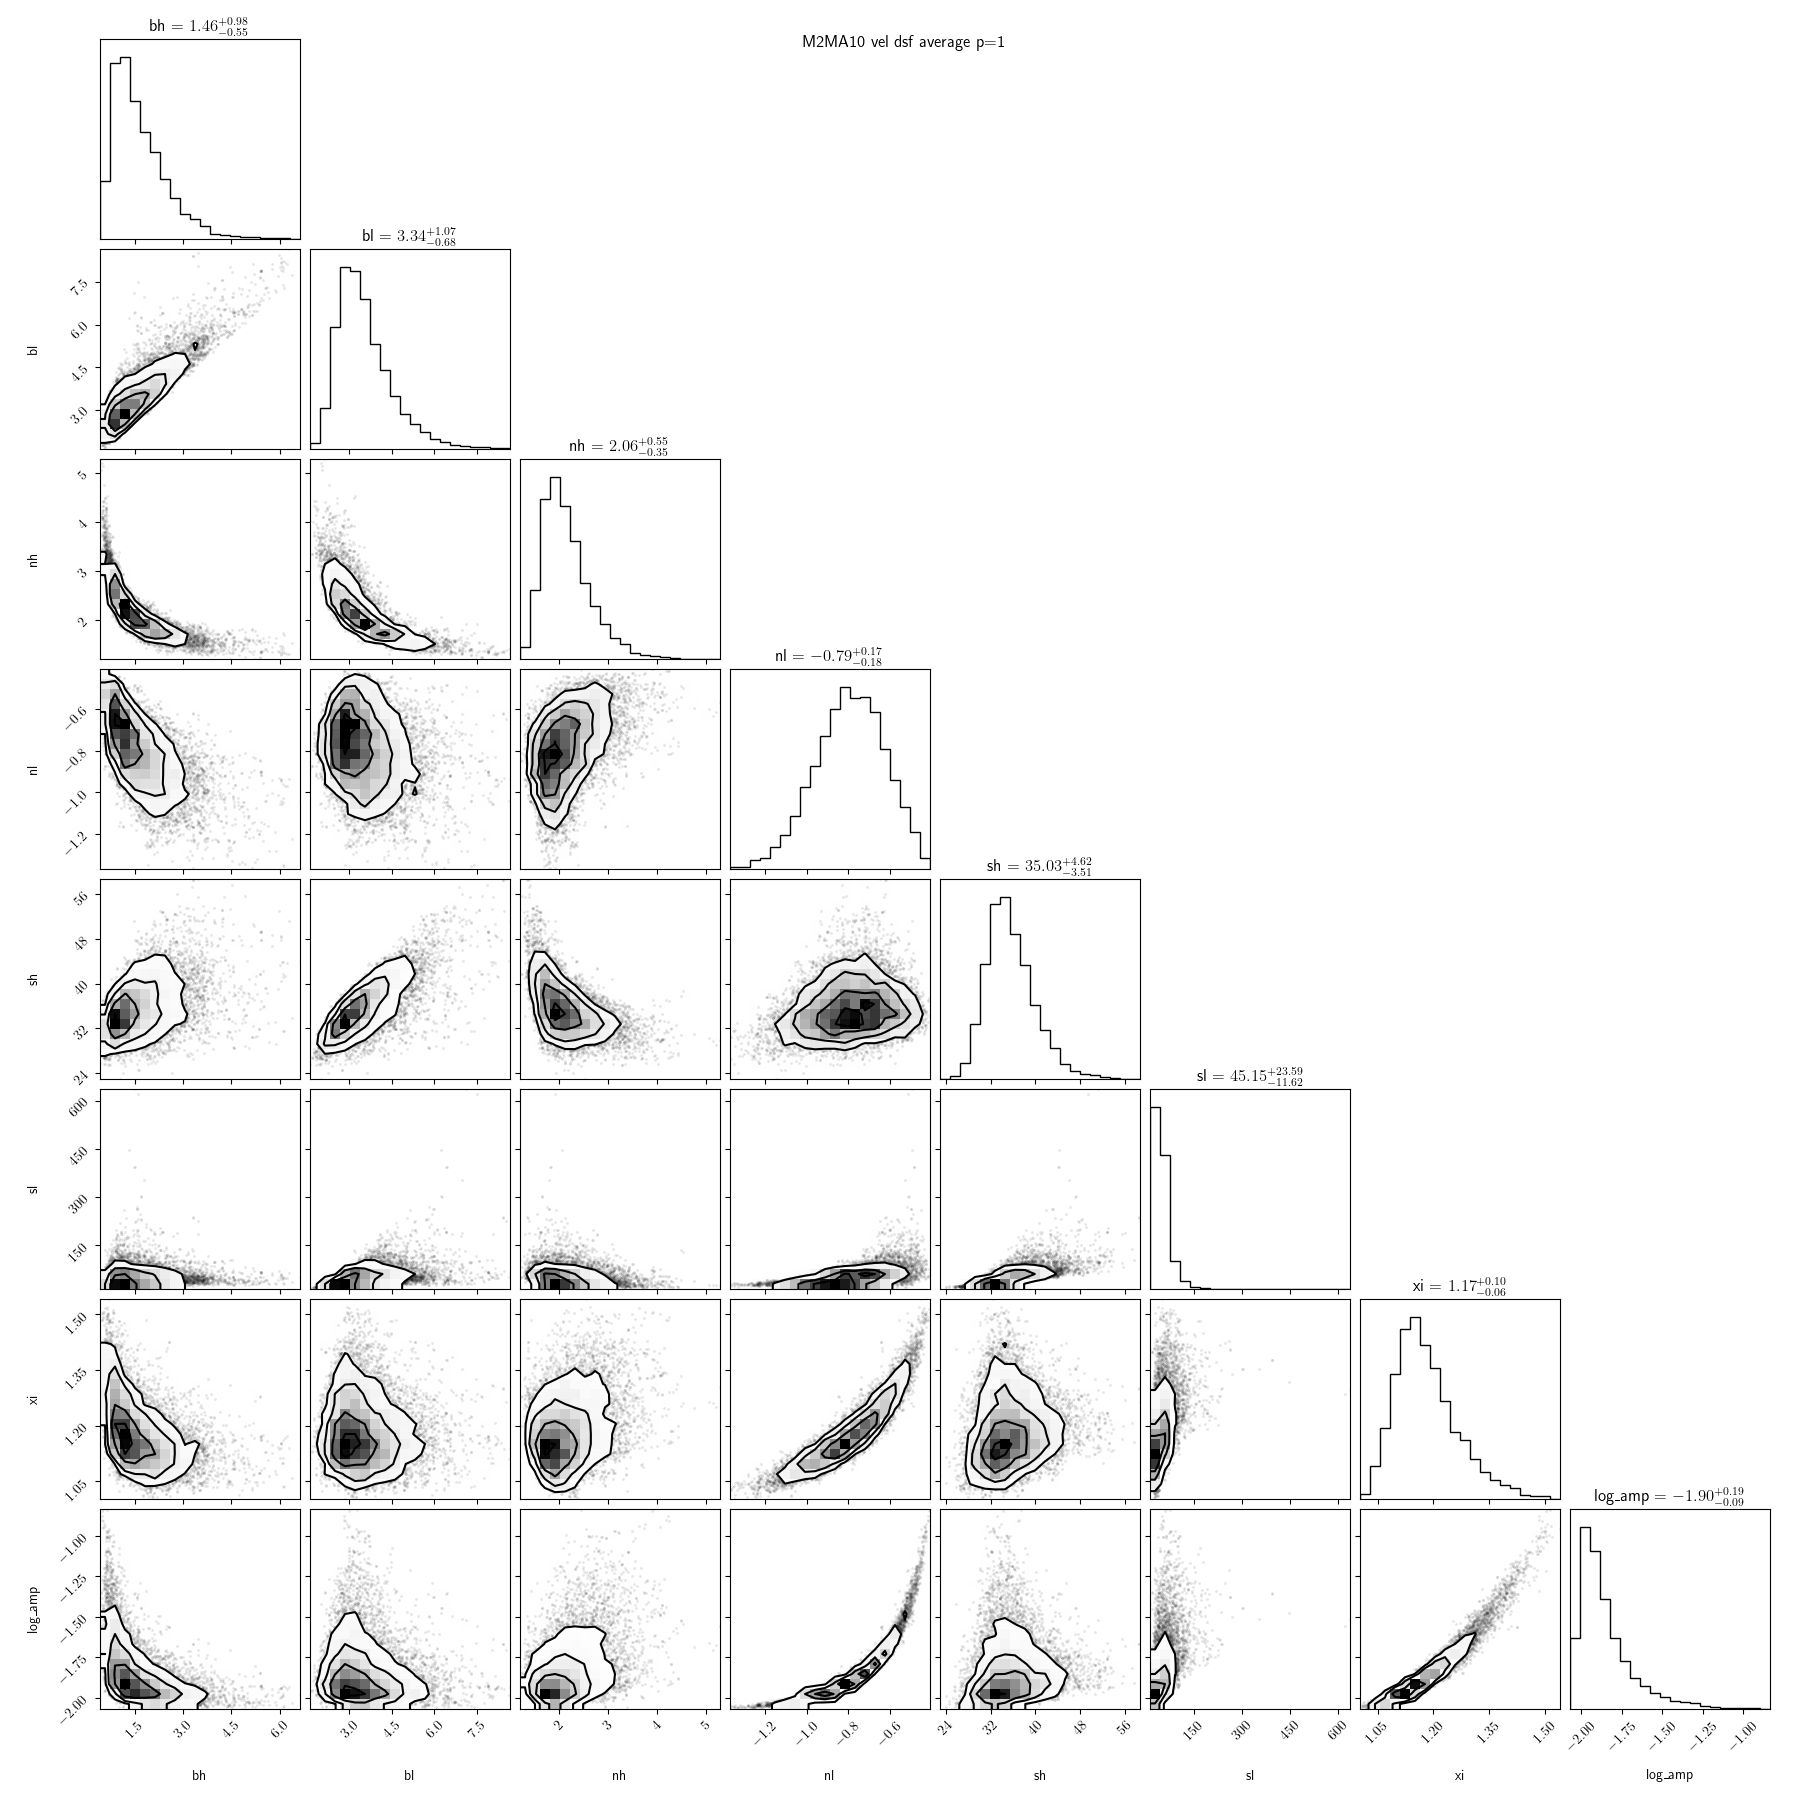 M2MA10 vel dsf average p=1
bh = 1.46+0.98−0.55
bl = 3.34+1.07−0.68
nh = 2.06+0.55−0.35
nl = −0.79+0.17−0.18
sh = 35.03+4.62−3.51
sl = 45.15+23.59−11.62
xi = 1.17+0.10−0.06
log_amp = −1.90+0.19−0.09
bl
7.5
6.0
4.5
3.0
nh
5
4
3
2
nl
−0.6
−0.8
−1.0
−1.2
sh
56
48
40
32
24
sl
600
450
300
150
xi
1.50
1.35
1.20
1.05
log_amp
−1.00
−1.25
−1.50
−1.75
−2.00
1.5 3.0 4.5 6.0
3.0 4.5 6.0 7.5
2 3 4 5
−1.2 −1.0 −0.8 −0.6
24 32 40 48 56
150 300 450 600
1.05 1.20 1.35 1.50
−2.00 −1.75 −1.50 −1.25 −1.00
bh bl nh nl sh sl xi log_amp